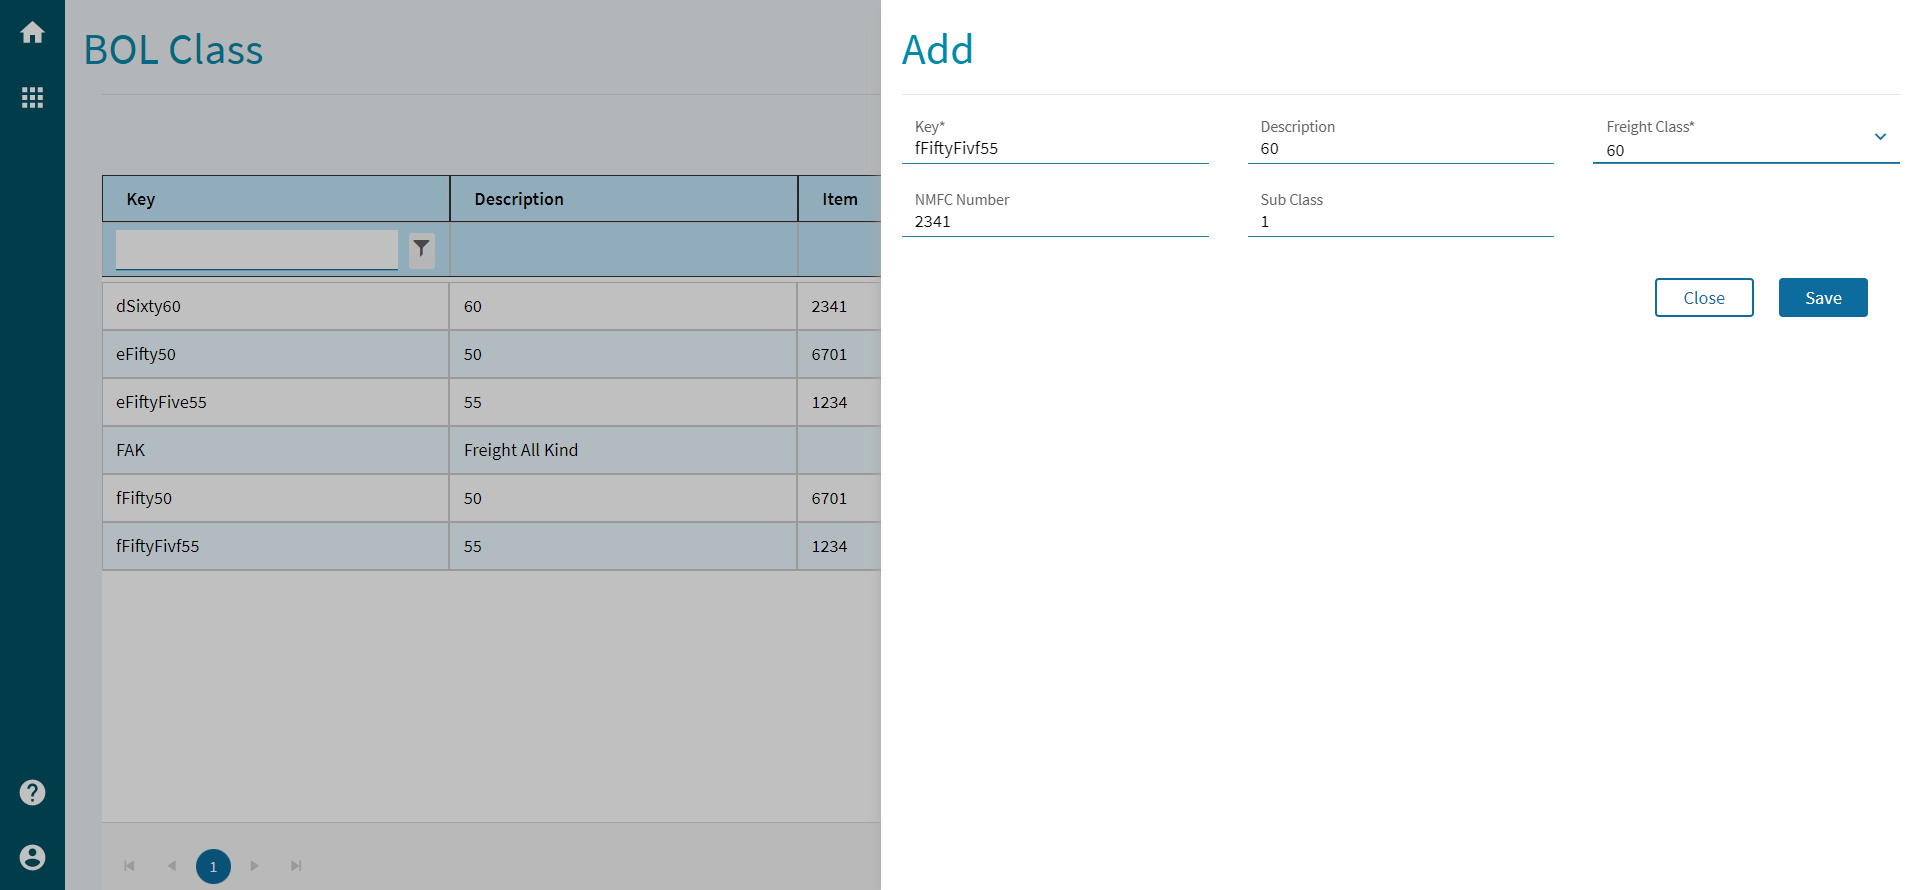 BOL Class
Key
Description
Item
dSixty60
60
2341
eFifty50
50
6701
eFiftyFive55
55
1234
FAK
Freight All Kind
fFifty50
50
6701
fFiftyFivf55
55
1234
1
Add
Key*
fFiftyFivf55
Description
60
Freight Class*
60
NMFC Number
2341
Sub Class
1
Close
Save